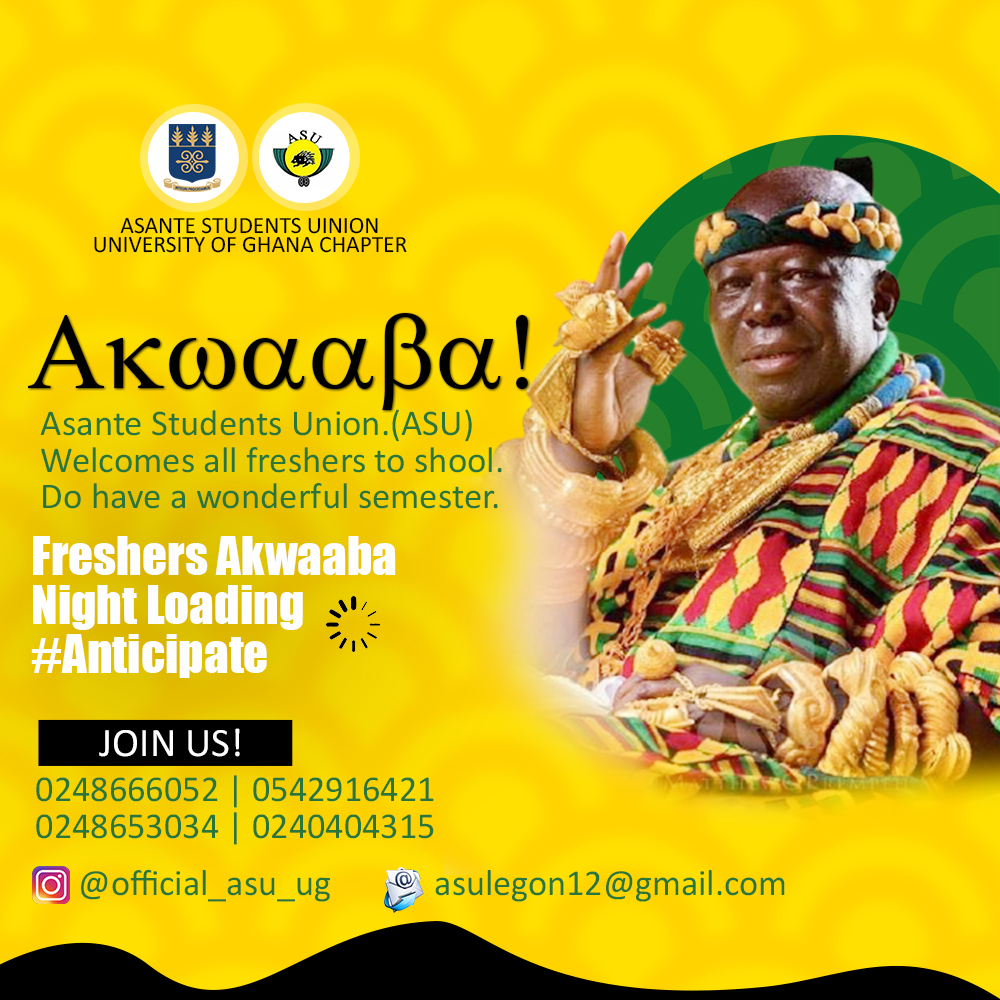 ASU
ASANTE STUDENTS UINION
UNIVERSITY OF GHANA CHAPTER
Ακωααβα!
Asante Students Union.(ASU)
Welcomes all freshers to shool.
Do have a wonderful semester.
Freshers Akwaaba
Night Loading
#Anticipate
JOIN US!
0248666052 | 0542916421
0248653034 | 0240404315
@official_asu_ug
asulegon12@gmail.com